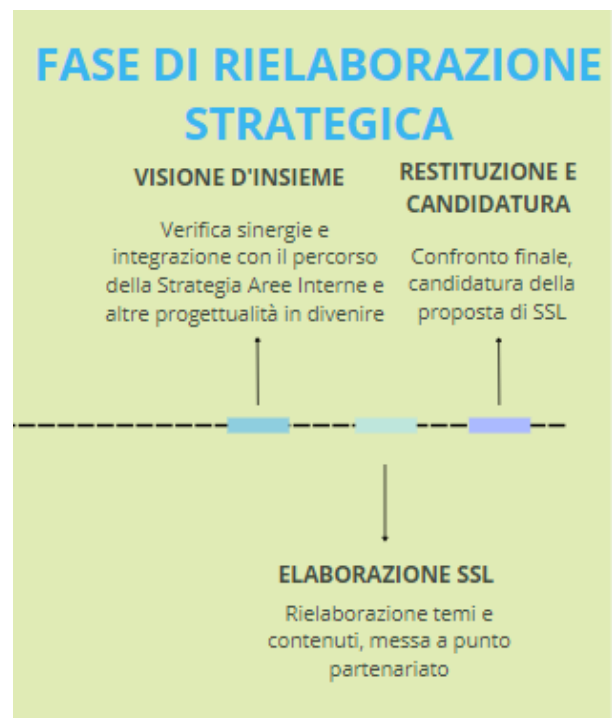 FASE DI RIELABORAZIONE
STRATEGICA
VISIONE D'INSIEME
Verifica sinergie e
integrazione con il percorso
della Strategia Aree Interne e
altre progettualità in divenire
RESTITUZIONE E
CANDIDATURA
Confronto finale,
candidatura della
proposta di SSL
ELABORAZIONE SSL
Rielaborazione temi e
contenuti, messa a punto
partenariato